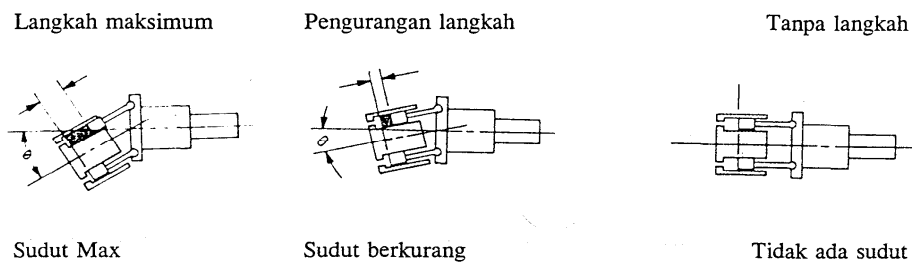 Langkah maksimum
Pengurangan langkah
Tanpa langkah
θ
θ
Sudut Max
Sudut berkurang
Tidak ada sudut